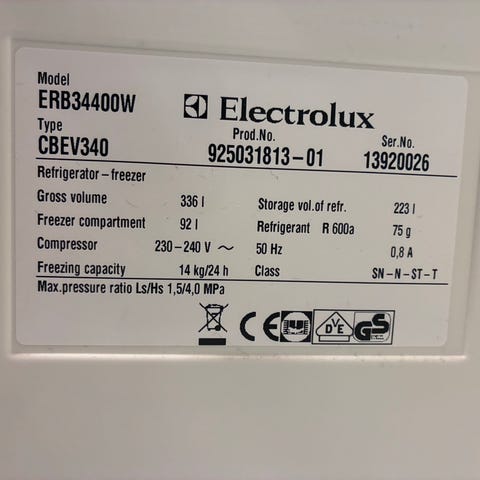 Model
ERB34400W
Electrolux
Type
CBEV340
Prod.No.
925031813-01
Ser.No.
13920026
Refrigerator-freezer
Gross volume 336 l Storage vol.of refr. 223 l
Freezer compartment 92 l Refrigerant R 600a 75 g
Compressor 230-240 V ~ 50 Hz 0,8 A
Freezing capacity 14 kg/24 h Class SN-N-ST-T
Max.pressure ratio Ls/Hs 1,5/4,0 MPa
CE DVE GS